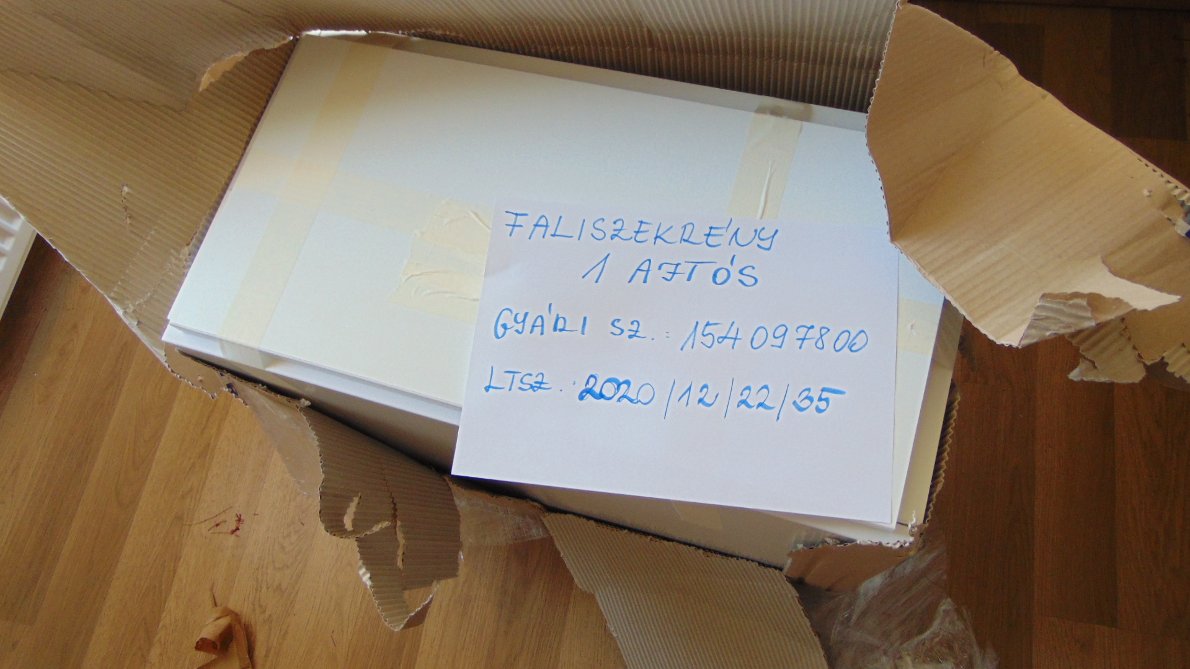 FALISZEKRÉNY
1 AJTÓS
GYÁRI SZ.: 154097800
LTSZ.: 2020/12/22/35